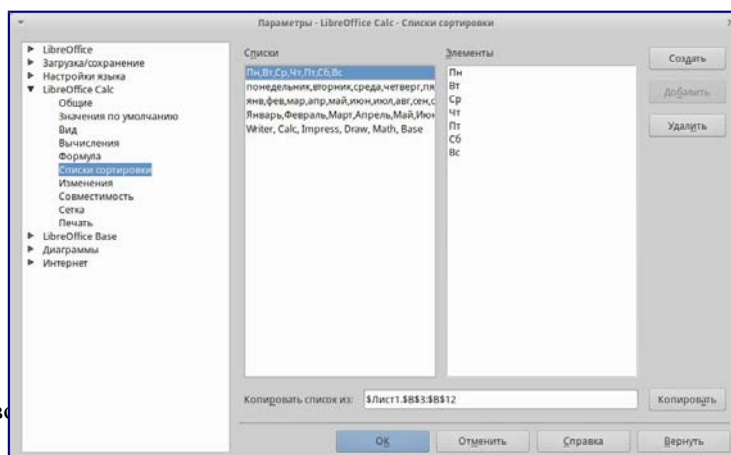 Параметры - LibreOffice Calc - Списки сортировки
LibreOffice
Загрузка/сохранение
Настройки языка
LibreOffice Calc
Общие
Значения по умолчанию
Вид
Вычисления
Формула
Списки сортировки
Изменения
Совместимость
Сетка
Печать
LibreOffice Base
Диаграммы
Интернет
Списки
Пн,Вт,Ср,Чт,Пт,Сб,Вс
понедельник,вторник,среда,четверг,пя
янв,фев,мар,апр,май,июн,июл,авг,сен,о
Январь,Февраль,Март,Апрель,Май,Июн
Writer, Calc, Impress, Draw, Math, Base
Элементы
Пн
Вт
Ср
Чт
Пт
Сб
Вс
Создать
Добавить
Удалить
Копировать список из:
$Лист1.$B$3:$B$12
Копировать
ОК
Отменить
Справка
Вернуть